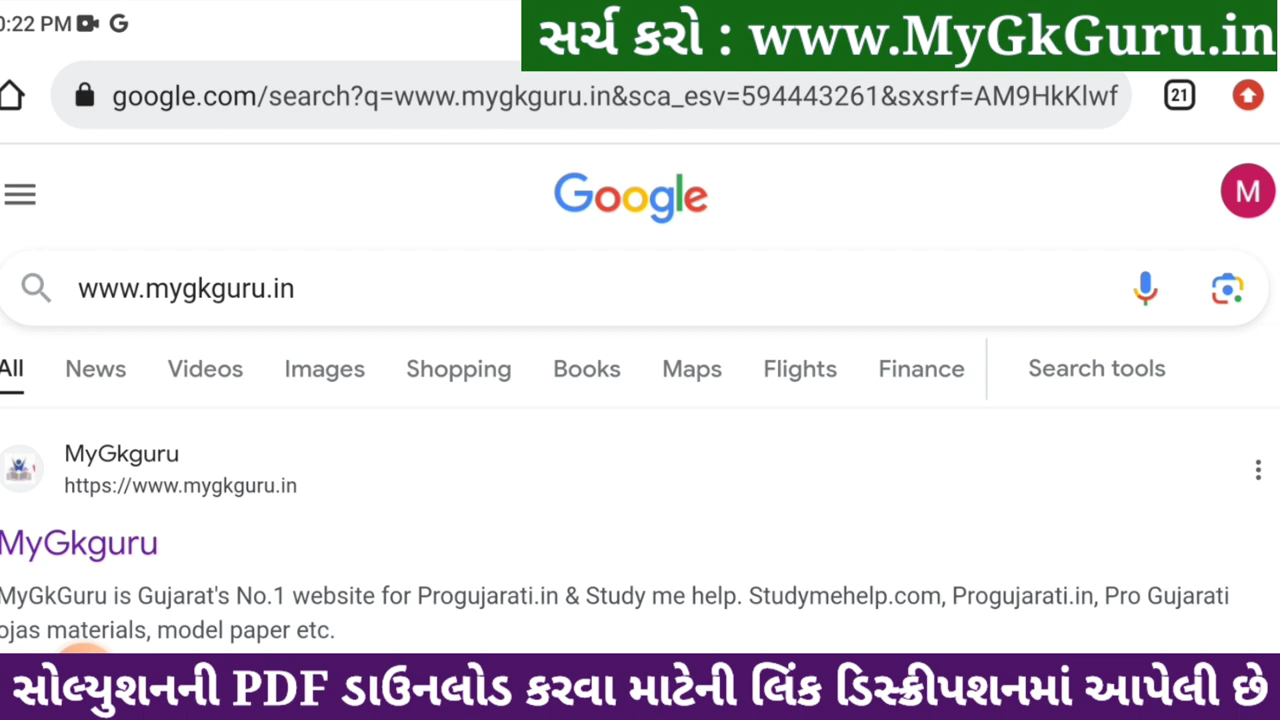 0:22 PM
સર્ચ કરો : www.MyGkGuru.in
google.com/search?q=www.mygkguru.in&sca_esv=594443261&sxsrf=AM9HkKlwf
21
Google
M
www.mygkguru.in
All News Videos Images Shopping Books Maps Flights Finance Search tools
MyGkguru
https://www.mygkguru.in
MyGkguru
MyGkGuru is Gujarat's No.1 website for Progujarati.in & Study me help. Studymehelp.com, Progujarati.in, Pro Gujarati
ojas materials, model paper etc.
સોલ્યુશનની PDF ડાઉનલોડ કરવા માટેની લિંક ડિસ્ક્રીપશનમાં આપેલી છે